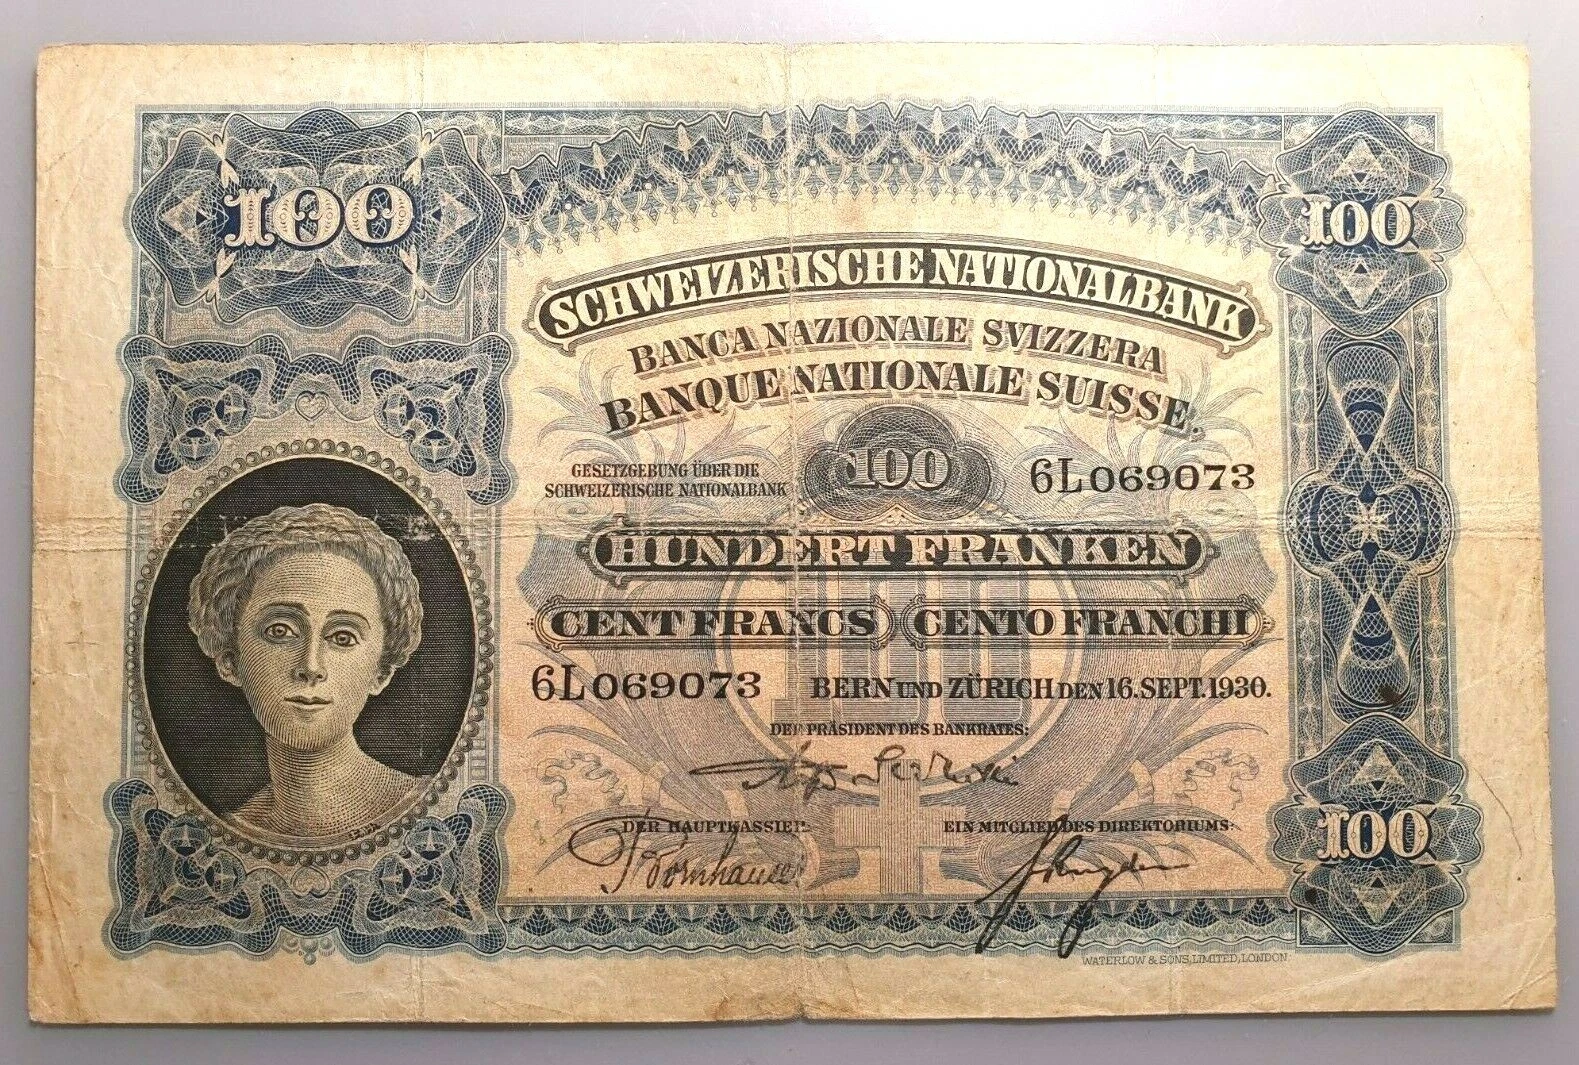 100
100
SCHWEIZERISCHE NATIONALBANK
BANCA NAZIONALE SVIZZERA
BANQUE NATIONALE SUISSE.
GESETZGEBUNG ÜBER DIE
SCHWEIZERISCHE NATIONALBANK
100
6L069073
HUNDERT FRANKEN
CENT FRANCS CENTO FRANCHI
100
6L069073
BERN UND ZÜRICH DEN 16. SEPT. 1930.
DER PRÄSIDENT DES BANKRATES:
DER HAUPTKASSIER:
EIN MITGLIED DES DIREKTORIUMS:
Bornhauser
100
WATERLOW & SONS, LIMITED, LONDON.